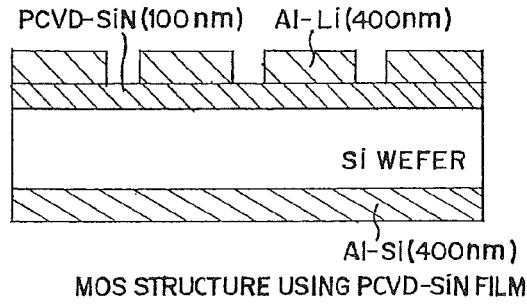 PCVD-SiN(100nm) Al-Li(400nm)
Si WEFER
Al-Si(400nm)
MOS STRUCTURE USING PCVD-SiN FILM